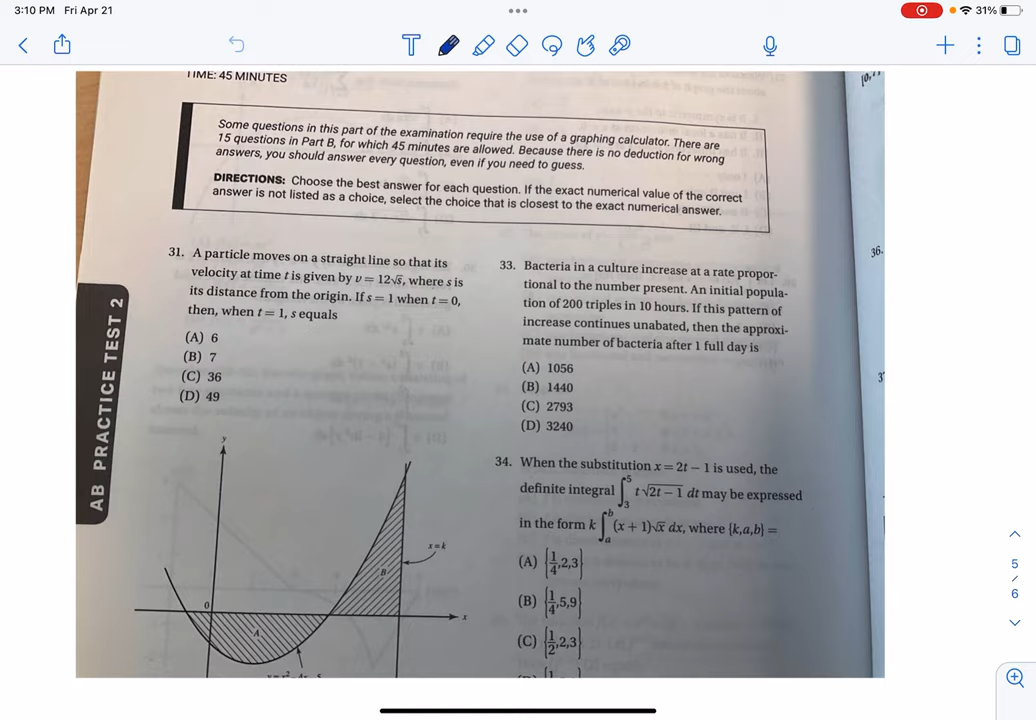 3:10 PM Fri Apr 21
31%
TIME: 45 MINUTES
Some questions in this part of the examination require the use of a graphing calculator. There are
15 questions in Part B, for which 45 minutes are allowed. Because there is no deduction for wrong
answers, you should answer every question, even if you need to guess.
DIRECTIONS: Choose the best answer for each question. If the exact numerical value of the correct
answer is not listed as a choice, select the choice that is closest to the exact numerical answer.
AB PRACTICE TEST 2
31. A particle moves on a straight line so that its
velocity at time t is given by v = 12√s, where s is
its distance from the origin. If s = 1 when t = 0,
then, when t = 1, s equals
(A) 6
(B) 7
(C) 36
(D) 49
y
x = k
B
0
A
x
33. Bacteria in a culture increase at a rate propor-
tional to the number present. An initial popula-
tion of 200 triples in 10 hours. If this pattern of
increase continues unabated, then the approxi-
mate number of bacteria after 1 full day is
(A) 1056
(B) 1440
(C) 2793
(D) 3240
34. When the substitution x = 2t − 1 is used, the
definite integral ∫₃⁵ t√(2t − 1) dt may be expressed
in the form k ∫ₐᵇ (x + 1)√x dx, where {k,a,b} =
(A) {1/4,2,3}
(B) {1/4,5,9}
(C) {1/2,2,3}
36.
5
/
6